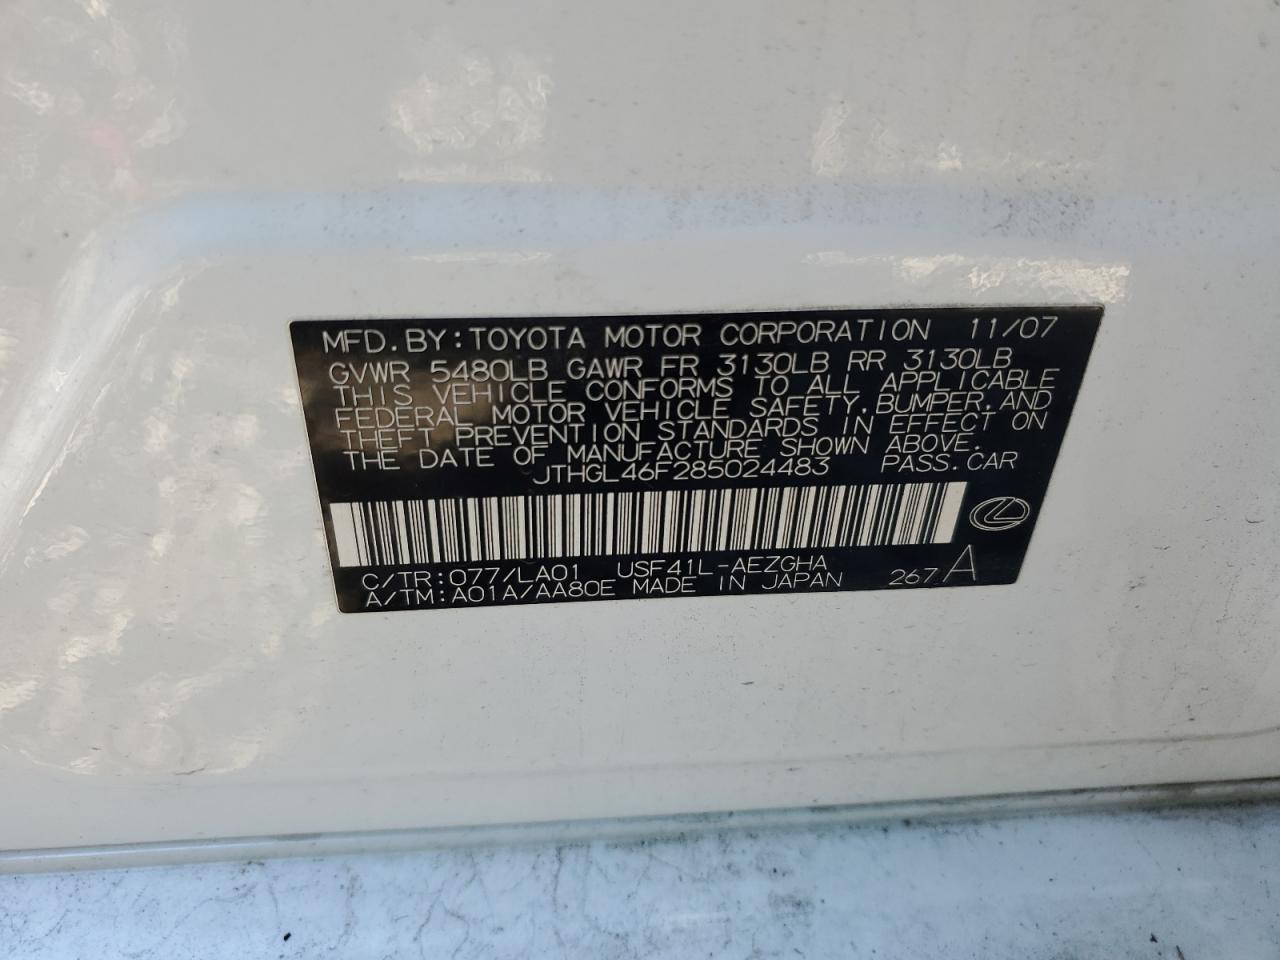 MFD.BY:TOYOTA MOTOR CORPORATION 11/07
GVWR 5480LB GAWR FR 3130LB RR 3130LB
THIS VEHICLE CONFORMS TO ALL APPLICABLE
FEDERAL MOTOR VEHICLE SAFETY,BUMPER,AND
THEFT PREVENTION STANDARDS IN EFFECT ON
THE DATE OF MANUFACTURE SHOWN ABOVE.
JTHGL46F285024483 PASS.CAR
C/TR:077/LA01 USF41L-AEZGHA
A/TM:A01A/AA80E MADE IN JAPAN 267 A